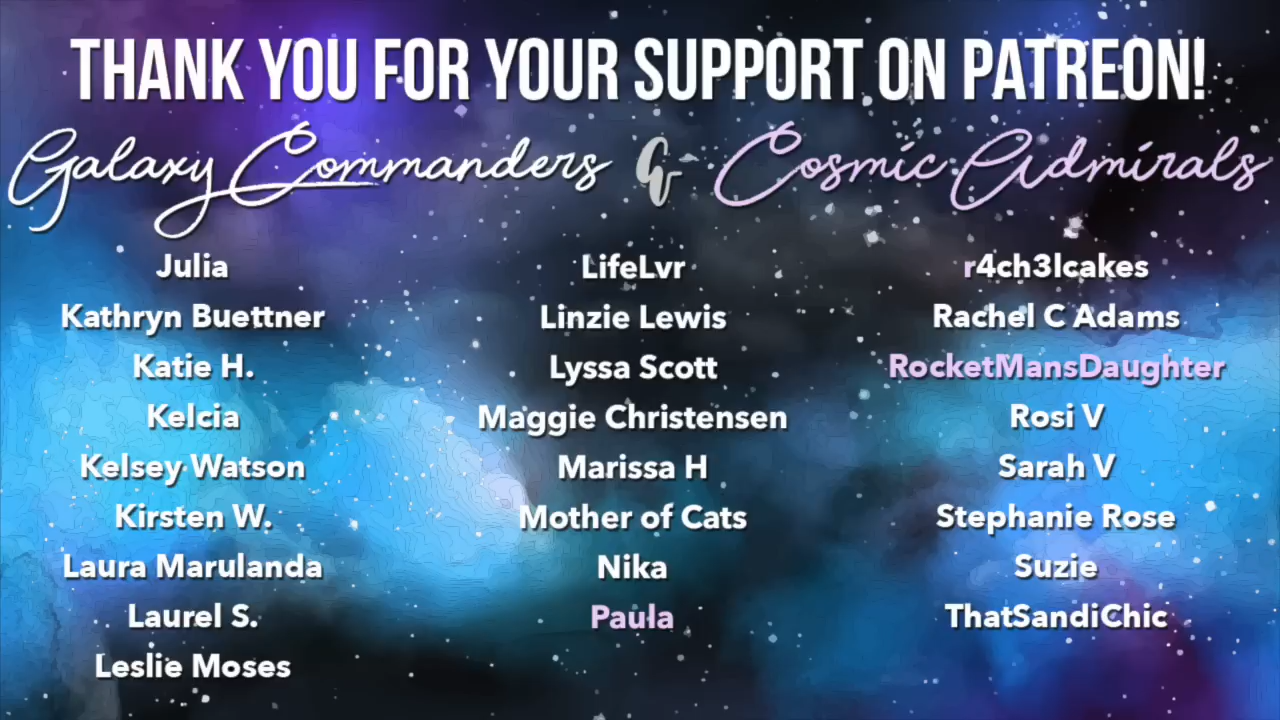 THANK YOU FOR YOUR SUPPORT ON PATREON!
Galaxy Commanders & Cosmic Admirals
Julia
Kathryn Buettner
Katie H.
Kelcia
Kelsey Watson
Kirsten W.
Laura Marulanda
Laurel S.
Leslie Moses
LifeLvr
Linzie Lewis
Lyssa Scott
Maggie Christensen
Marissa H
Mother of Cats
Nika
Paula
r4ch3lcakes
Rachel C Adams
RocketMansDaughter
Rosi V
Sarah V
Stephanie Rose
Suzie
ThatSandiChic